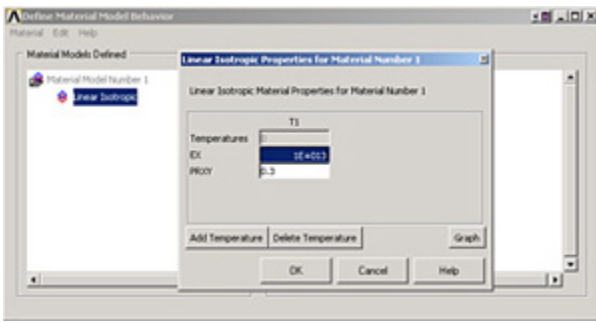 Define Material Model Behavior
Material Edit Help
Material Models Defined
Material Model Number 1
Linear Isotropic
Linear Isotropic Properties for Material Number 1
Linear Isotropic Material Properties for Material Number 1
T1
Temperatures
EX 1E+013
PRXY 0.3
Add Temperature Delete Temperature Graph
OK Cancel Help